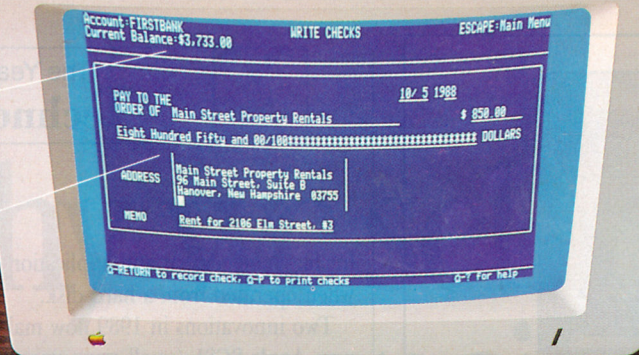 Account:FIRSTBANK WRITE CHECKS ESCAPE:Main Menu
Current Balance:$3,733.00
10/ 5 1988
PAY TO THE
ORDER OF Main Street Property Rentals $ 850.00
Eight Hundred Fifty and 00/100‡‡‡‡‡‡‡‡‡‡‡‡‡‡‡‡‡‡‡‡‡‡‡‡‡‡‡‡‡‡‡‡‡ DOLLARS
Main Street Property Rentals
ADDRESS 96 Main Street, Suite B
Hanover, New Hampshire 03755
MEMO Rent for 2106 Elm Street, #3
-RETURN to record check, -P to print checks -? for help
Two innovations in